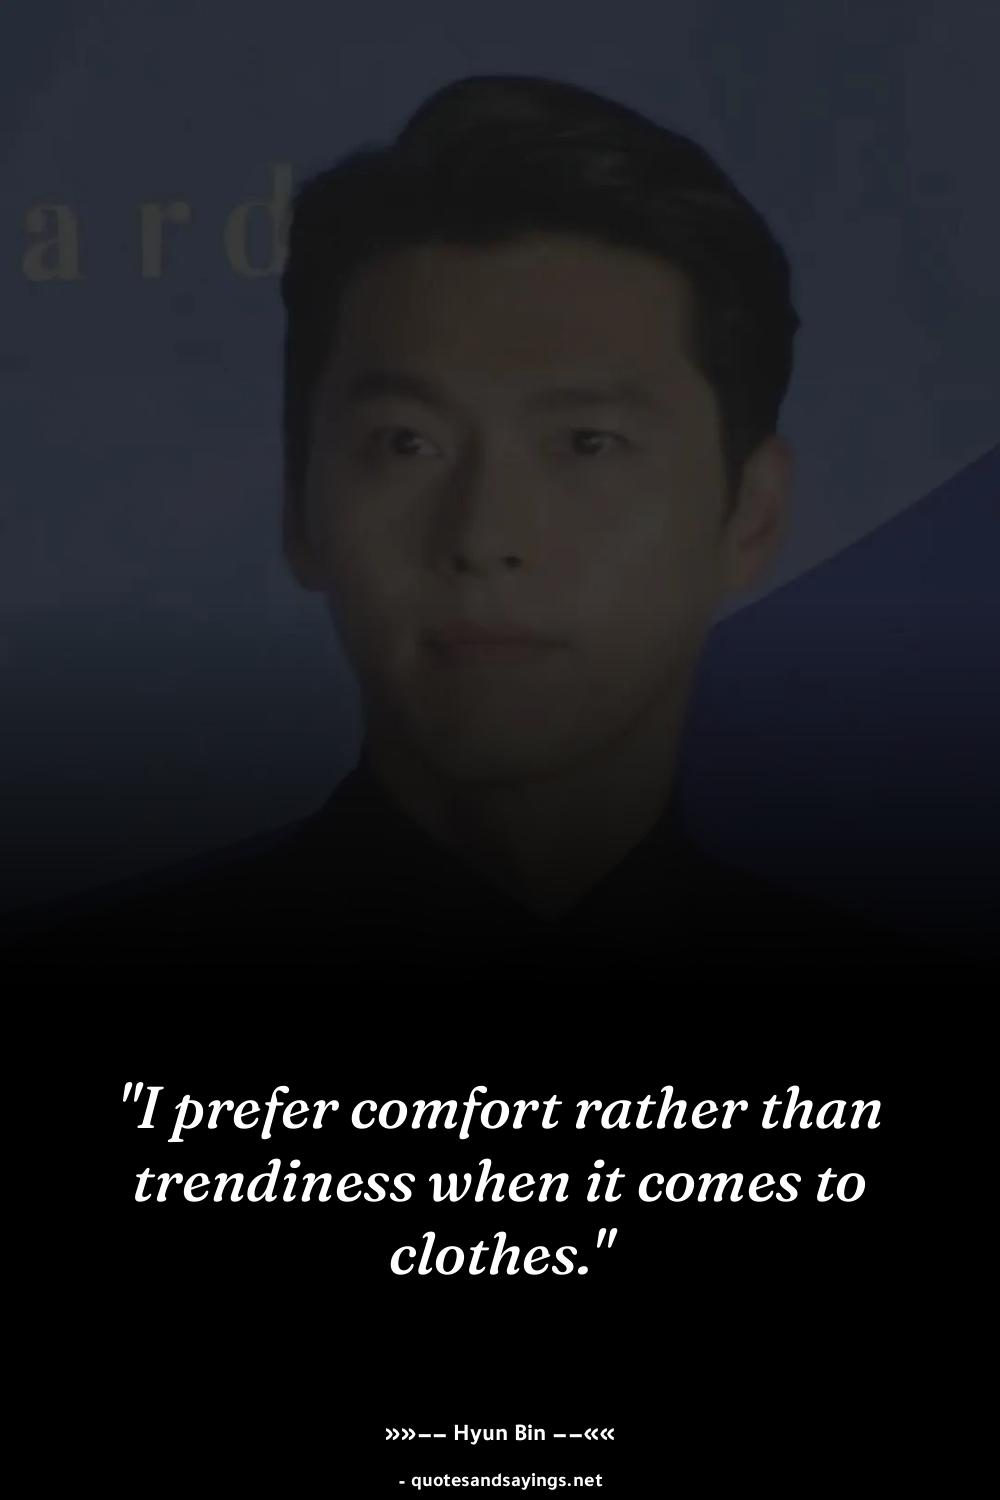 ard
"I prefer comfort rather than
trendiness when it comes to
clothes."
»»–– Hyun Bin ––««
- quotesandsayings.net